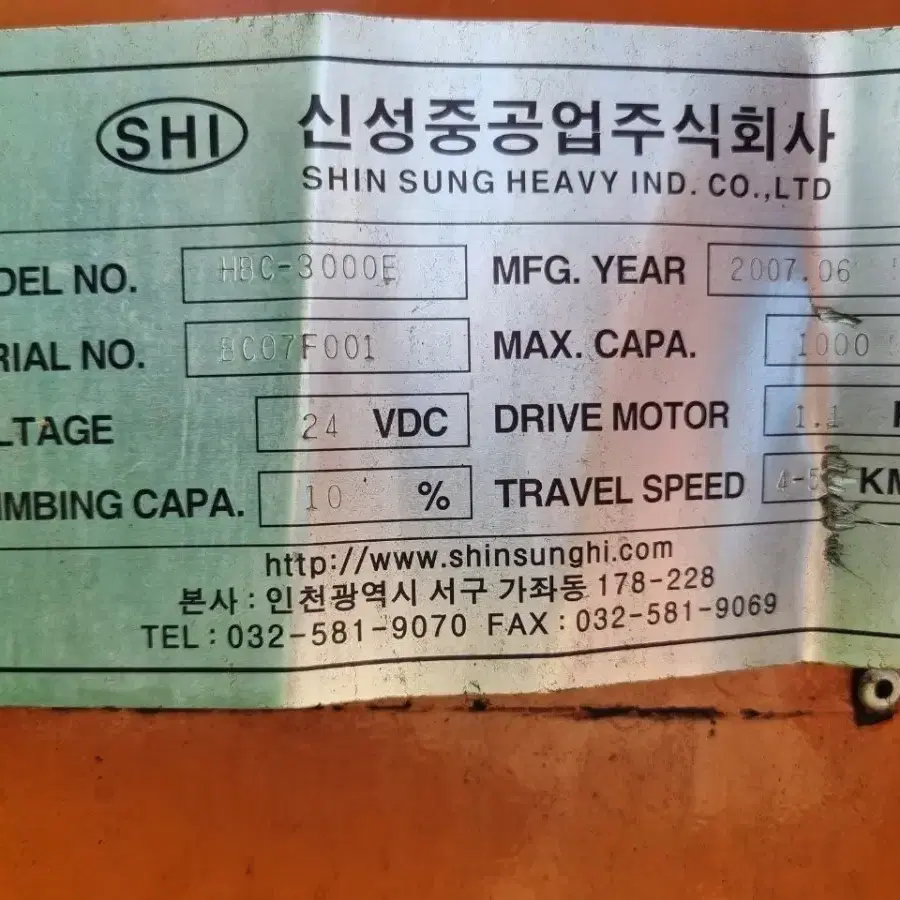 SHI 신성중공업주식회사
SHIN SUNG HEAVY IND. CO.,LTD
DEL NO. HBC-3000E MFG. YEAR 2007.06
RIAL NO. BC07F001 MAX. CAPA. 1000
LTAGE 24 VDC DRIVE MOTOR 1.1
IMBING CAPA. 10 % TRAVEL SPEED 4-5 KM
http://www.shinsunghi.com
본사 : 인천광역시 서구 가좌동 178-228
TEL : 032-581-9070 FAX : 032-581-9069